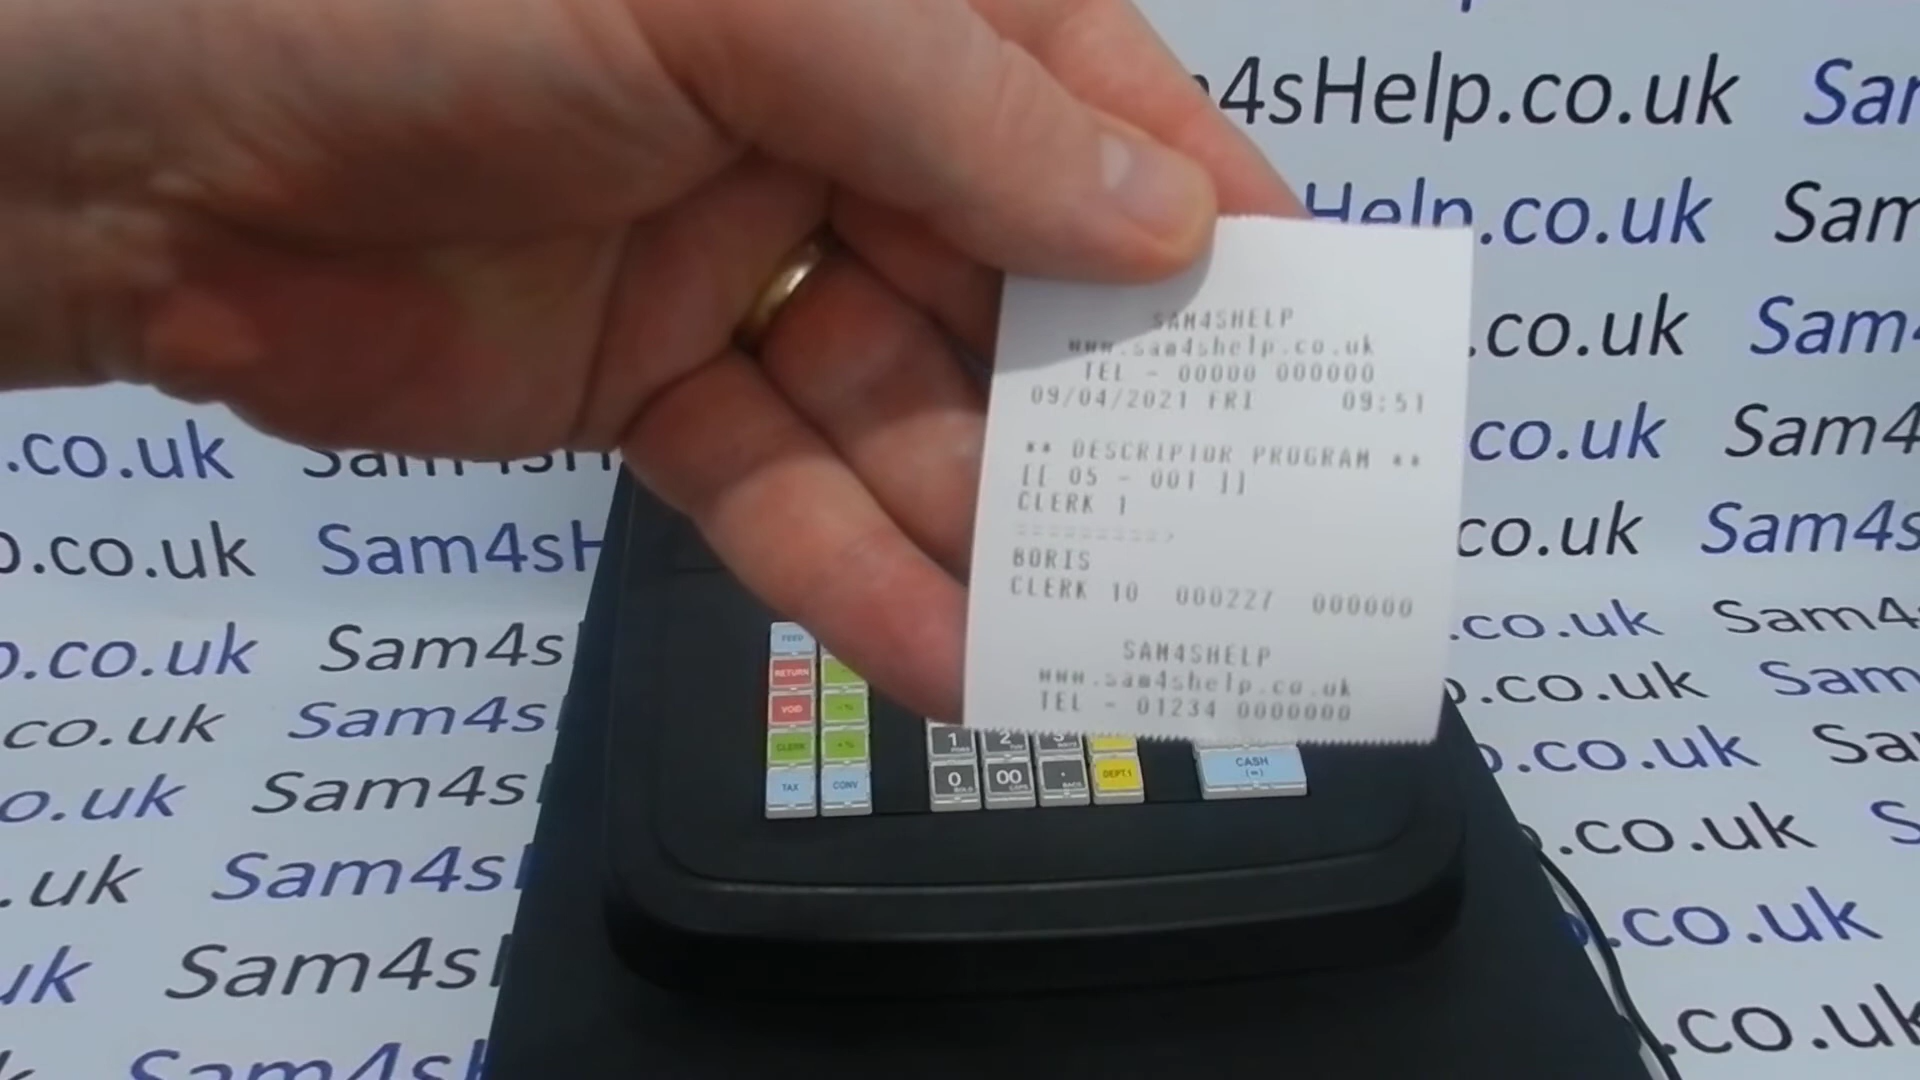 SAM4SHELP
www.sam4shelp.co.uk
TEL - 00000 000000
09/04/2021 FRI 09:51
** DESCRIPTOR PROGRAM **
[[ 05 - 001 ]]
CLERK 1
==========>
BORIS
CLERK 10 000227 000000
SAM4SHELP
www.sam4shelp.co.uk
TEL - 01234 0000000
4sHelp.co.uk Sam
Help.co.uk Sam
.co.uk Sam4
co.uk Sam4
co.uk Sam4s
.co.uk Sam4
.co.uk Sam
.co.uk Sa
.co.uk S
.co.uk
.co.uk
.co.uk Sam4sH
o.co.uk Sam4sH
o.co.uk Sam4s
co.uk Sam4s
o.uk Sam4s
.uk Sam4s
uk Sam4s
Sam4s
FEED
RETURN
VOID -%
CLERK +%
TAX CONV
1 2 3
0 00 . DEPT.1
CASH
(=)